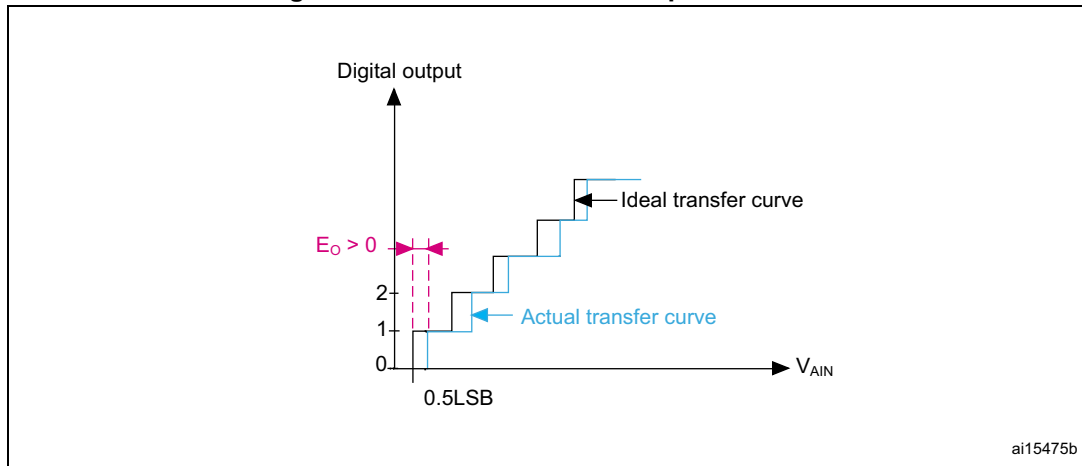 Digital output
Ideal transfer curve
E_O > 0
2
Actual transfer curve
1
0
V_AIN
0.5LSB
ai15475b